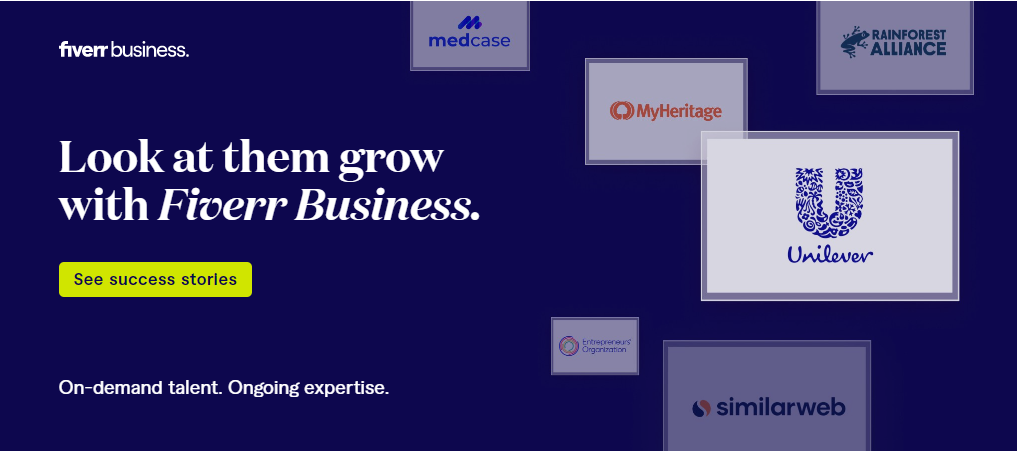 fiverr business.
Look at them grow
with Fiverr Business.
See success stories
On-demand talent. Ongoing expertise.
medcase
RAINFOREST
ALLIANCE
MyHeritage
Unilever
Entrepreneurs'
Organization
similarweb